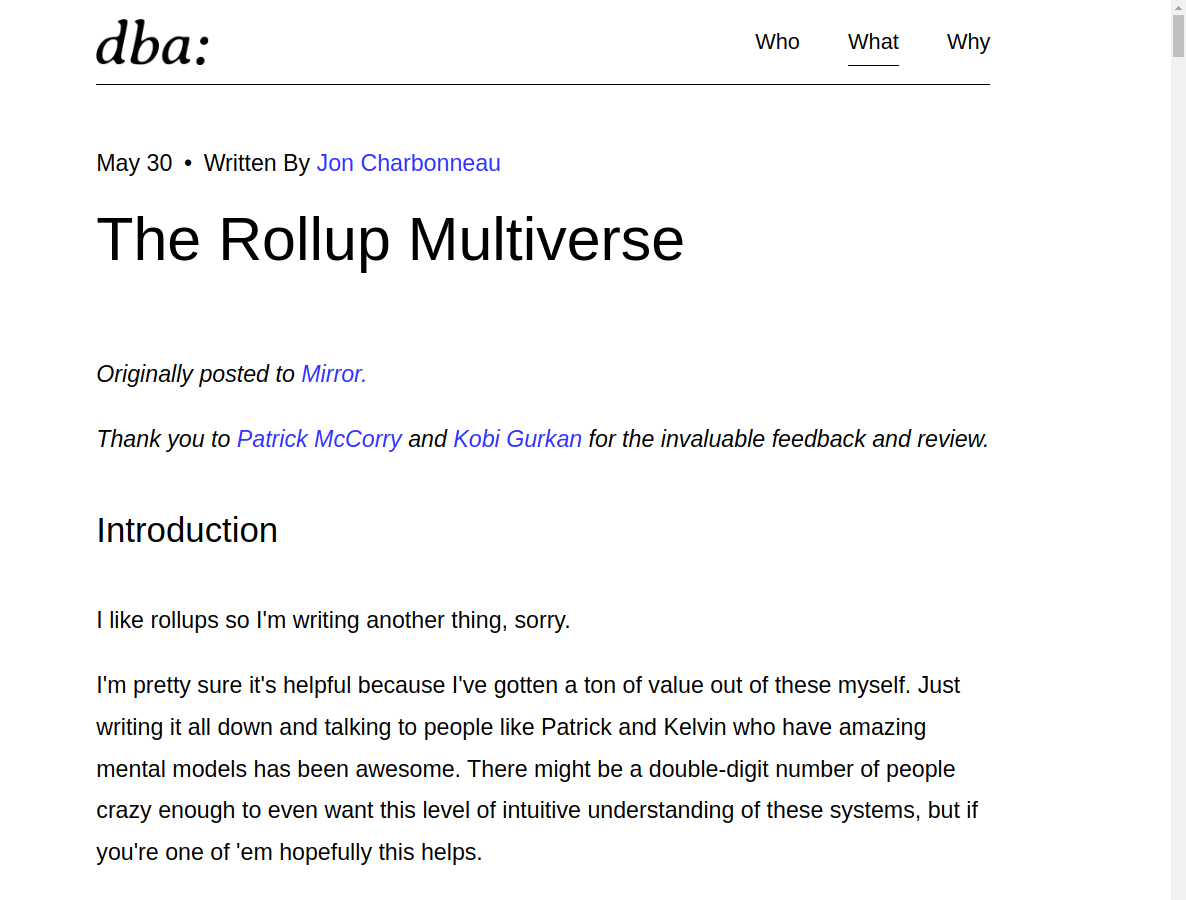 dba:
Who What Why
May 30 • Written By Jon Charbonneau
The Rollup Multiverse
Originally posted to Mirror.
Thank you to Patrick McCorry and Kobi Gurkan for the invaluable feedback and review.
Introduction
I like rollups so I'm writing another thing, sorry.
I'm pretty sure it's helpful because I've gotten a ton of value out of these myself. Just
writing it all down and talking to people like Patrick and Kelvin who have amazing
mental models has been awesome. There might be a double-digit number of people
crazy enough to even want this level of intuitive understanding of these systems, but if
you're one of 'em hopefully this helps.